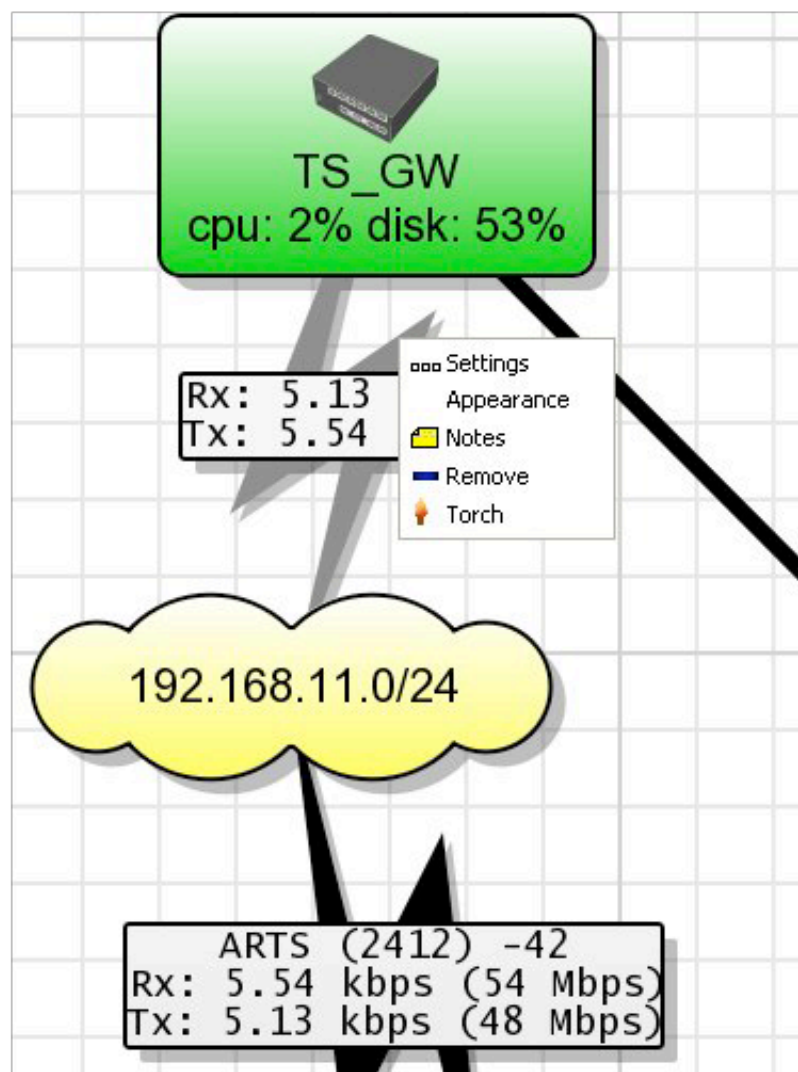 TS_GW
cpu: 2% disk: 53%
Rx: 5.13
Tx: 5.54
Settings
Appearance
Notes
Remove
Torch
192.168.11.0/24
ARTS (2412) -42
Rx: 5.54 kbps (54 Mbps)
Tx: 5.13 kbps (48 Mbps)